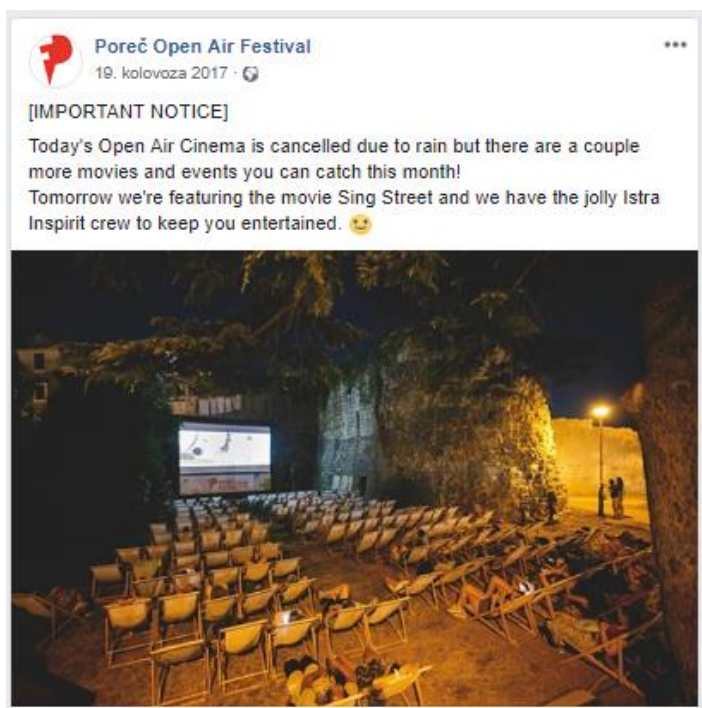 Poreč Open Air Festival
19. kolovoza 2017 ·
[IMPORTANT NOTICE]
Today's Open Air Cinema is cancelled due to rain but there are a couple
more movies and events you can catch this month!
Tomorrow we're featuring the movie Sing Street and we have the jolly Istra
Inspirit crew to keep you entertained.